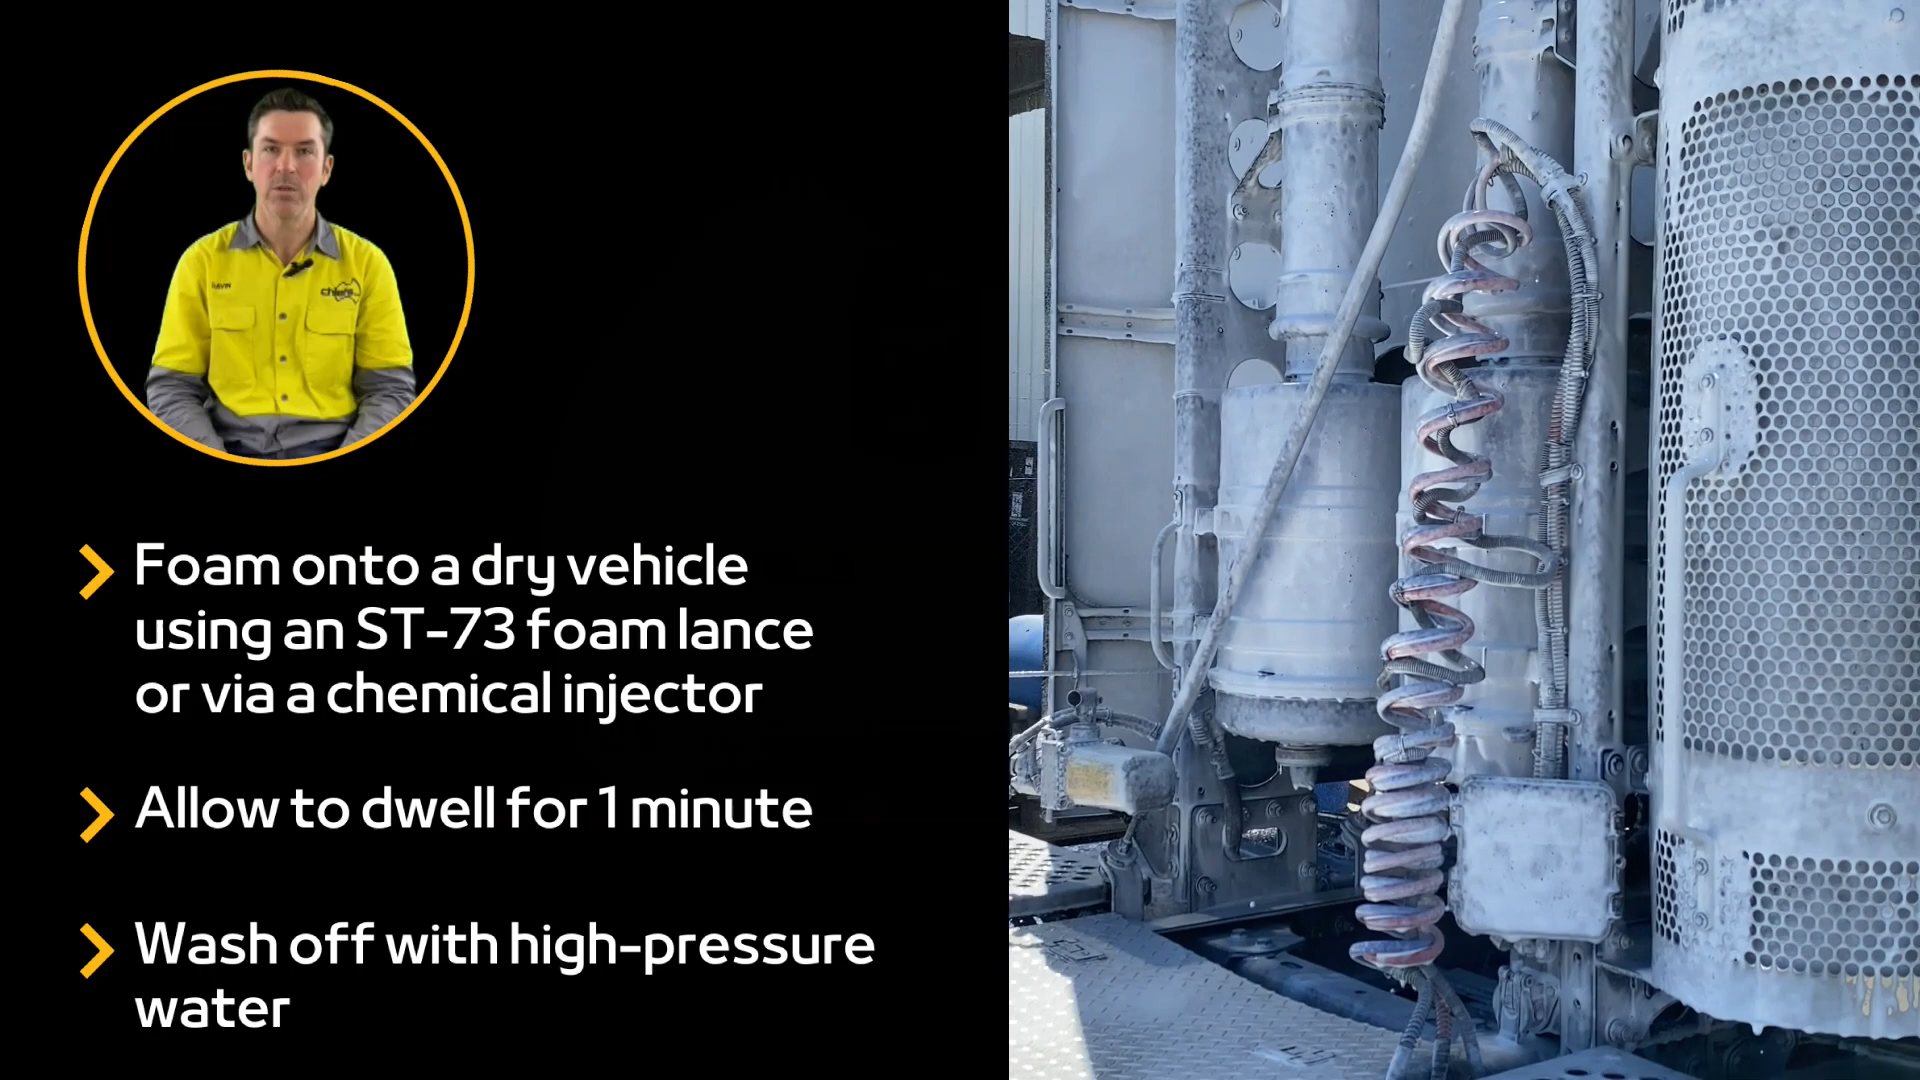 Foam onto a dry vehicle
using an ST-73 foam lance
or via a chemical injector
Allow to dwell for 1 minute
Wash off with high-pressure
water